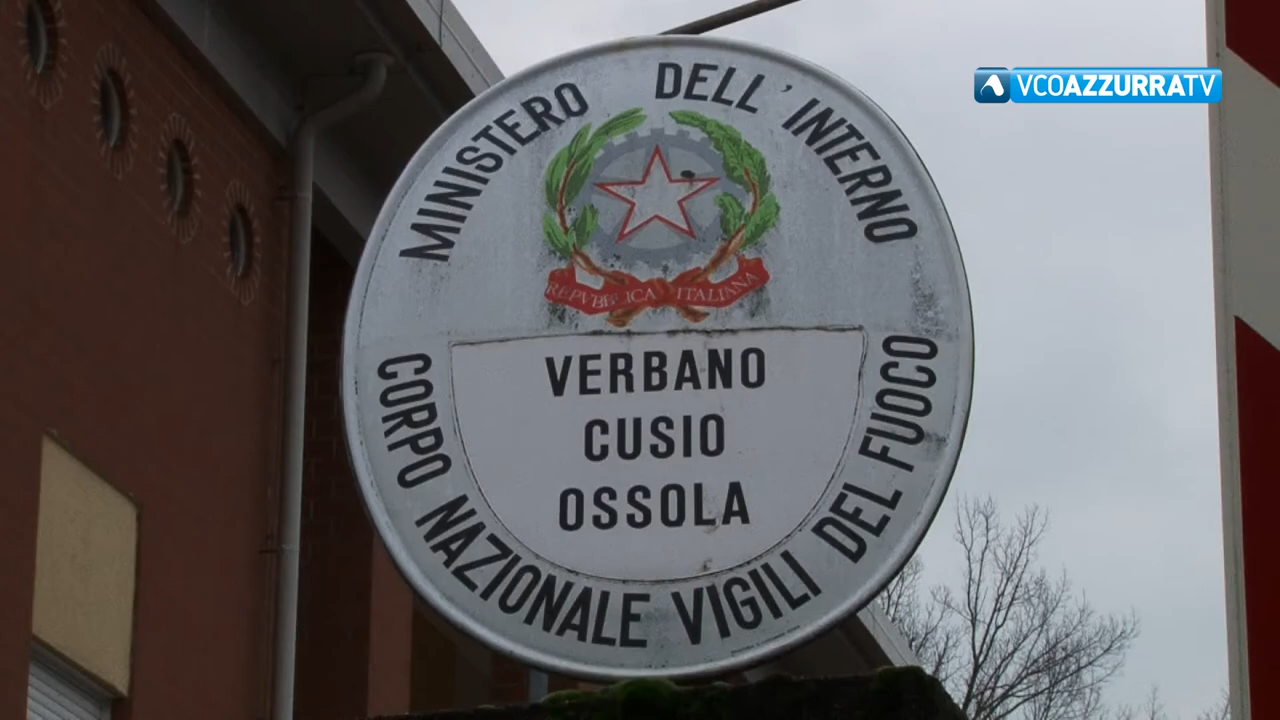 VCOAZZURRATV
MINISTERO DELL'INTERNO
REPVBBLICA ITALIANA
VERBANO
CUSIO
OSSOLA
CORPO NAZIONALE VIGILI DEL FUOCO